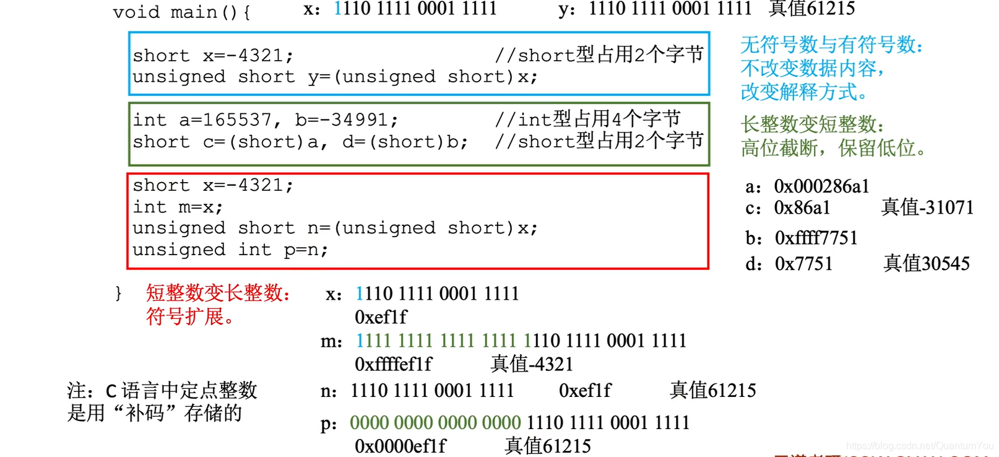 void main(){ x：1110 1111 0001 1111 y：1110 1111 0001 1111 真值61215
short x=-4321; //short型占用2个字节
unsigned short y=(unsigned short)x;
无符号数与有符号数：
不改变数据内容，
改变解释方式。
int a=165537, b=-34991; //int型占用4个字节
short c=(short)a, d=(short)b; //short型占用2个字节
长整数变短整数：
高位截断，保留低位。
short x=-4321;
int m=x;
unsigned short n=(unsigned short)x;
unsigned int p=n;
a：0x000286a1
c：0x86a1 真值-31071
b：0xffff7751
d：0x7751 真值30545
}
短整数变长整数：
符号扩展。
x：1110 1111 0001 1111
0xef1f
m：1111 1111 1111 1111 1110 1111 0001 1111
0xffffef1f 真值-4321
注：C 语言中定点整数
是用“补码”存储的
n：1110 1111 0001 1111 0xef1f 真值61215
p：0000 0000 0000 0000 1110 1111 0001 1111
0x0000ef1f 真值61215
https://blog.csdn.net/QuantumYou